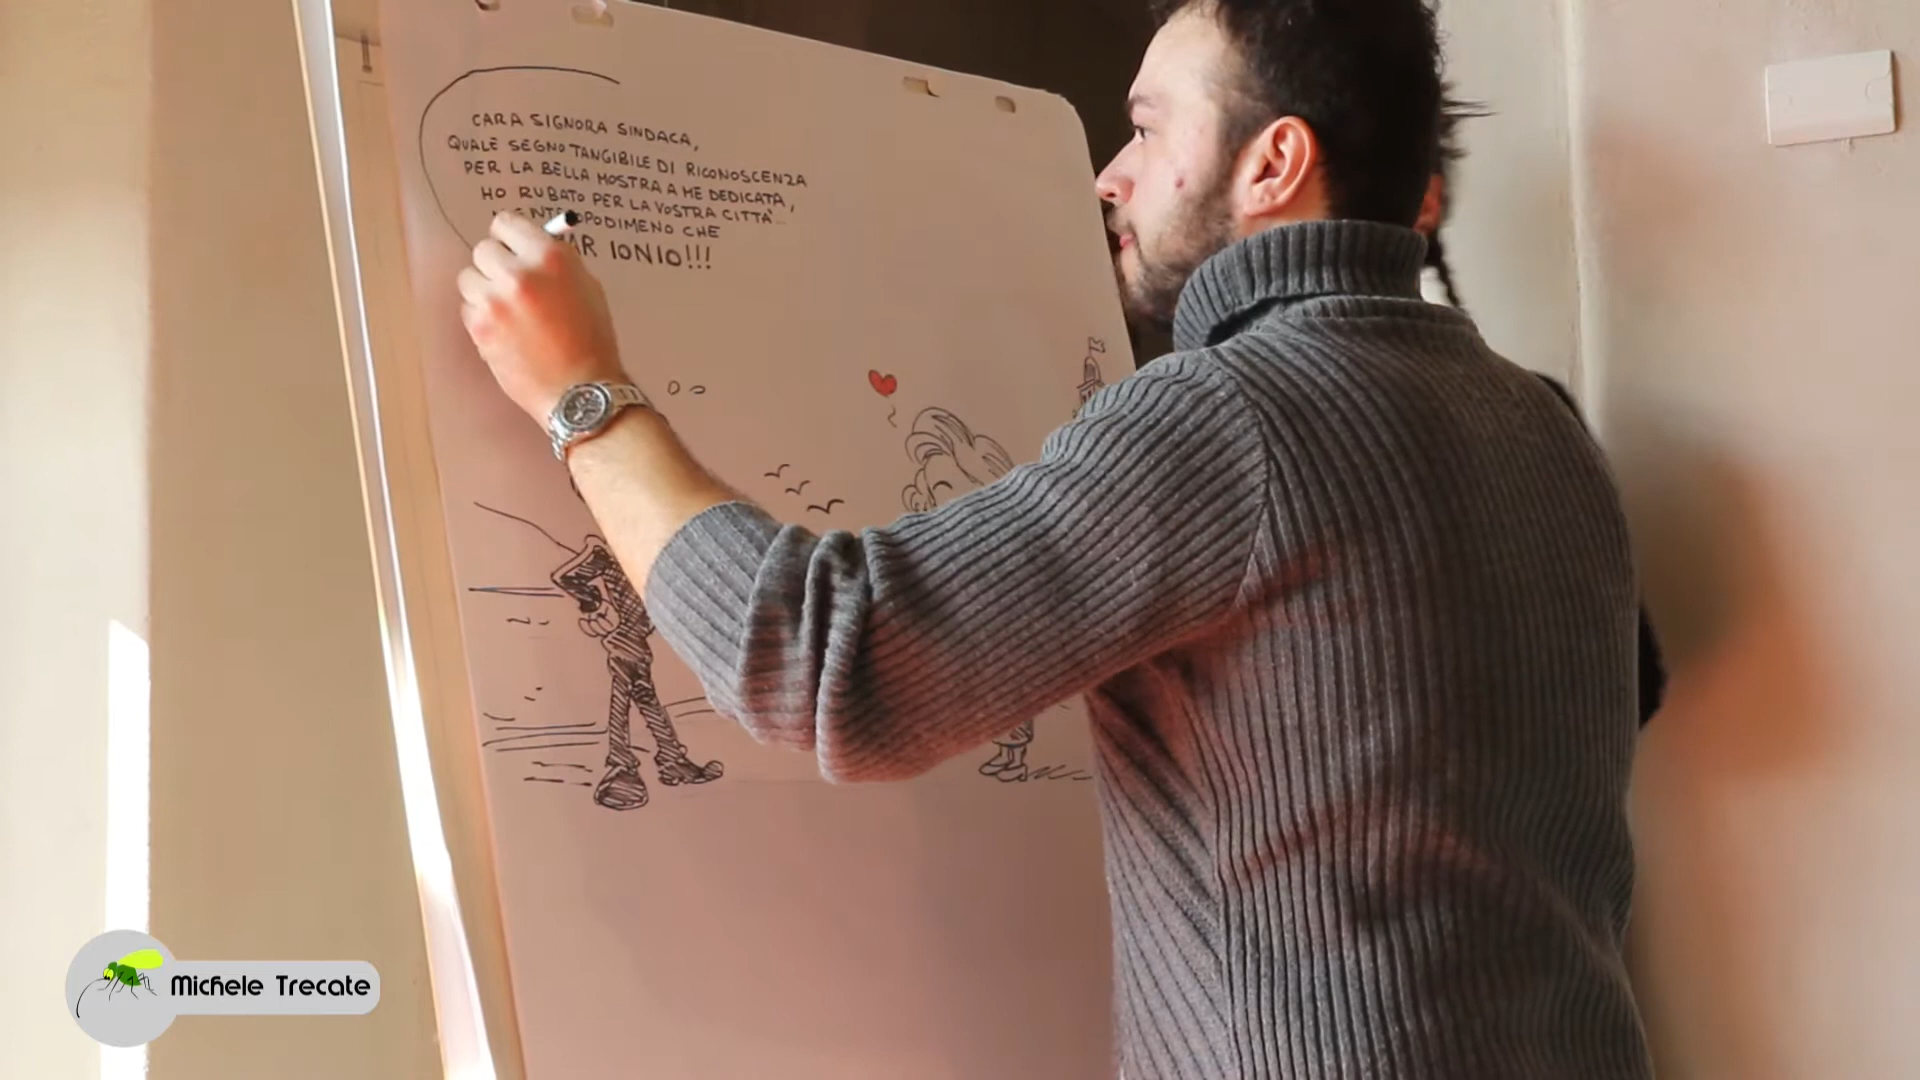 CARA SIGNORA SINDACA,
QUALE SEGNO TANGIBILE DI RICONOSCENZA
PER LA BELLA MOSTRA A ME DEDICATA,
HO RUBATO PER LA VOSTRA CITTÀ...
CHE
IONIO!!!
Michele Trecate